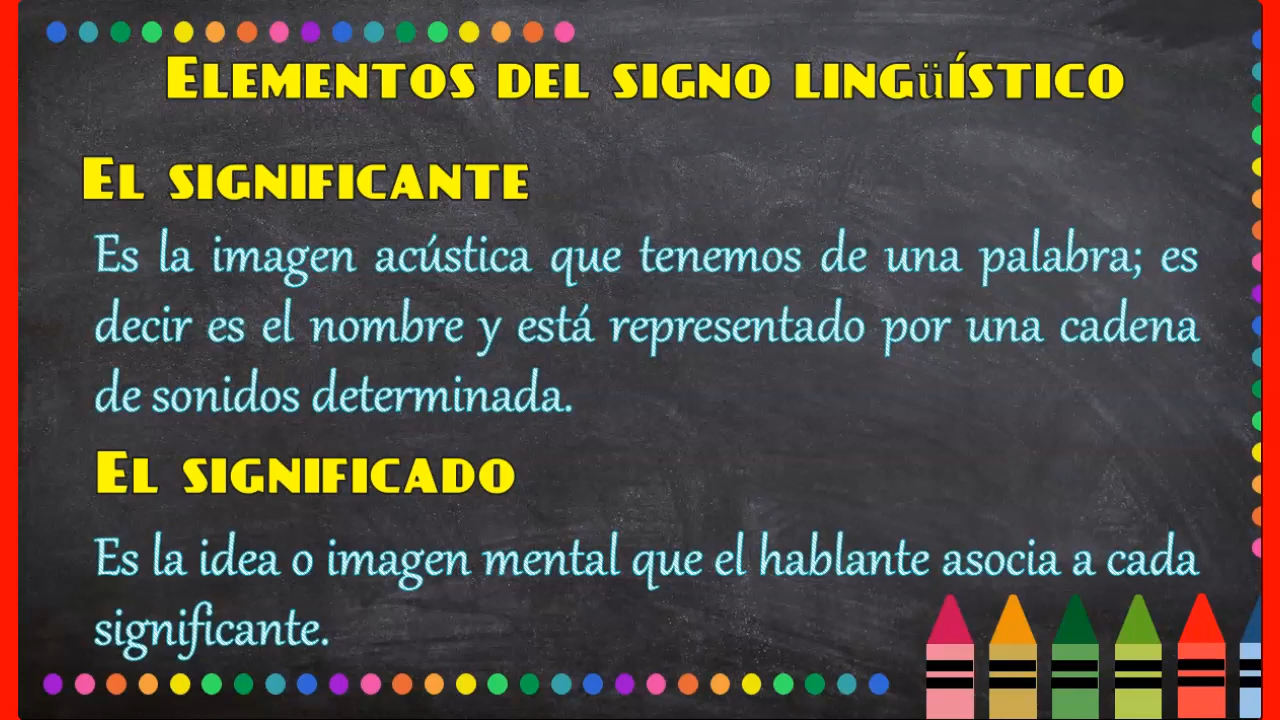 Elementos del signo lingüístico
El significante
Es la imagen acústica que tenemos de una palabra; es
decir es el nombre y está representado por una cadena
de sonidos determinada.
El significado
Es la idea o imagen mental que el hablante asocia a cada
significante.